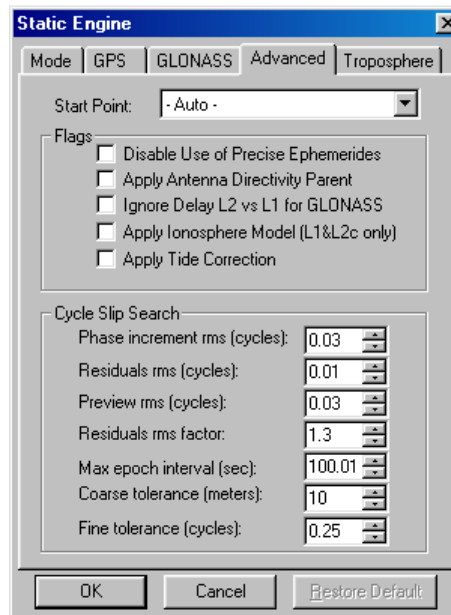 Static Engine
Mode GPS GLONASS Advanced Troposphere
Start Point: - Auto -
Flags
Disable Use of Precise Ephemerides
Apply Antenna Directivity Parent
Ignore Delay L2 vs L1 for GLONASS
Apply Ionosphere Model (L1&L2c only)
Apply Tide Correction
Cycle Slip Search
Phase increment rms (cycles): 0.03
Residuals rms (cycles): 0.01
Preview rms (cycles): 0.03
Residuals rms factor: 1.3
Max epoch interval (sec): 100.01
Coarse tolerance (meters): 10
Fine tolerance (cycles): 0.25
OK Cancel Restore Default